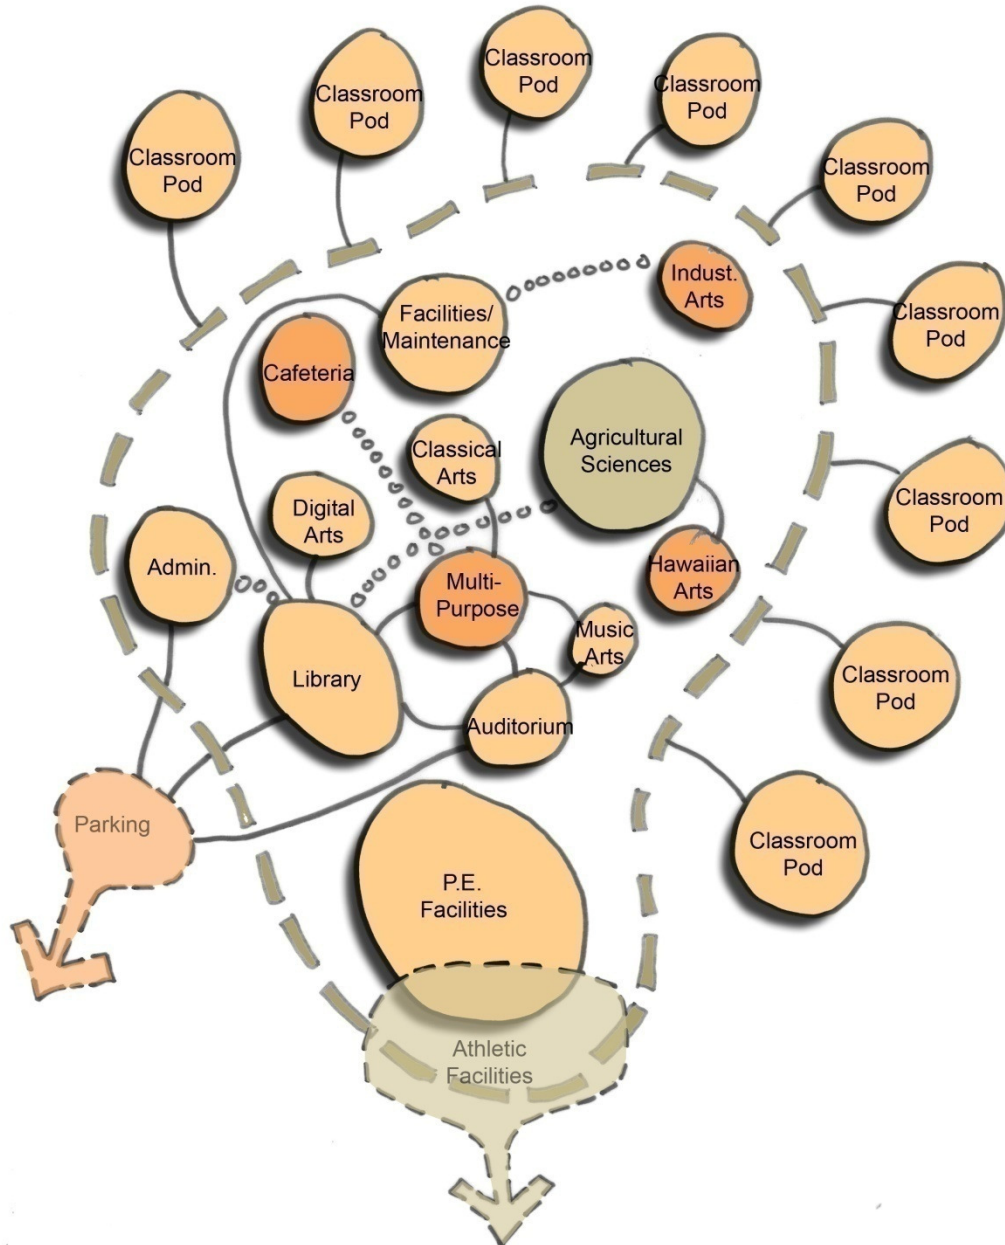 Classroom
Pod
Classroom
Pod
Classroom
Pod
Classroom
Pod
Classroom
Pod
Indust.
Arts
Facilities/
Maintenance
Classroom
Pod
Cafeteria
Classical
Arts
Agricultural
Sciences
Classroom
Pod
Digital
Arts
Admin.
Multi-
Purpose
Hawaiian
Arts
Music
Arts
Classroom
Pod
Library
Auditorium
Parking
Classroom
Pod
P.E.
Facilities
Athletic
Facilities